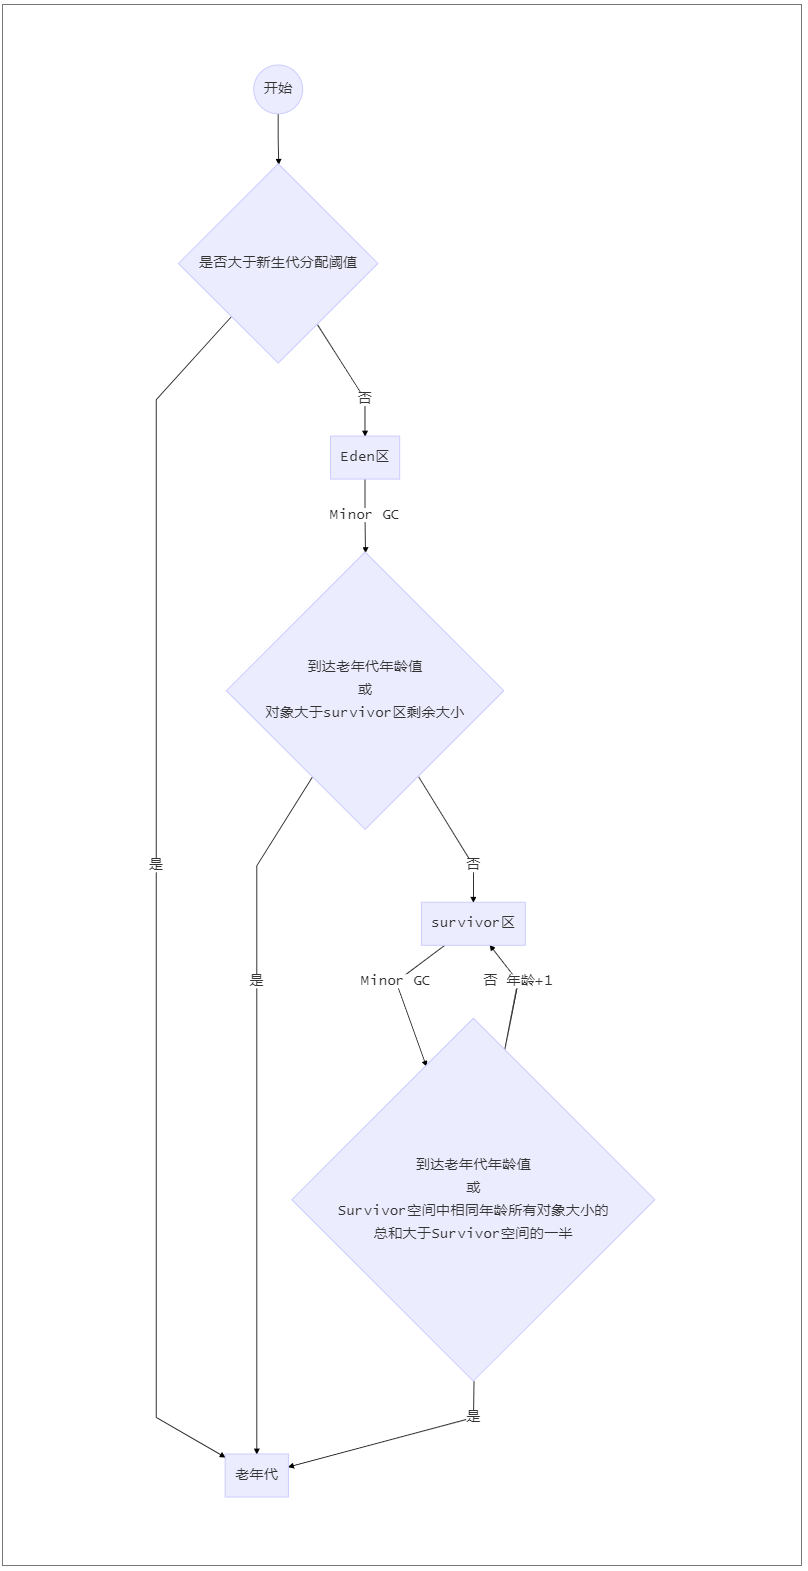 开始
是否大于新生代分配阈值
否
Eden区
Minor GC
到达老年代年龄值
或
对象大于survivor区剩余大小
是
否
survivor区
是
Minor GC
否 年龄+1
到达老年代年龄值
或
Survivor空间中相同年龄所有对象大小的
总和大于Survivor空间的一半
是
老年代